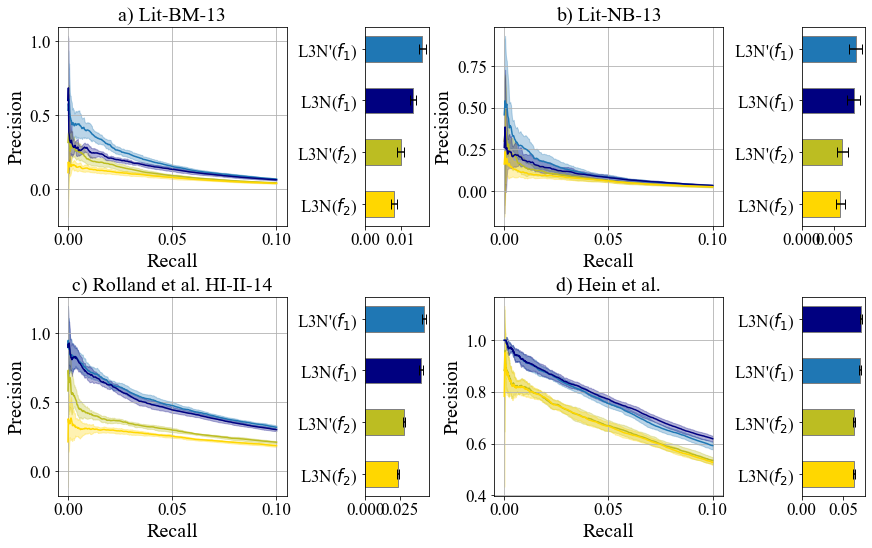 a) Lit-BM-13
Precision
1.0
0.5
0.0
0.00 0.05 0.10
Recall
L3N'(f₁)
L3N(f₁)
L3N'(f₂)
L3N(f₂)
0.00 0.01
b) Lit-NB-13
Precision
0.75
0.50
0.25
0.00
0.00 0.05 0.10
Recall
L3N'(f₁)
L3N(f₁)
L3N'(f₂)
L3N(f₂)
0.000 0.005
c) Rolland et al. HI-II-14
Precision
1.0
0.5
0.0
0.00 0.05 0.10
Recall
L3N'(f₁)
L3N(f₁)
L3N'(f₂)
L3N(f₂)
0.000 0.025
d) Hein et al.
Precision
1.0
0.8
0.6
0.4
0.00 0.05 0.10
Recall
L3N(f₁)
L3N'(f₁)
L3N'(f₂)
L3N(f₂)
0.00 0.05